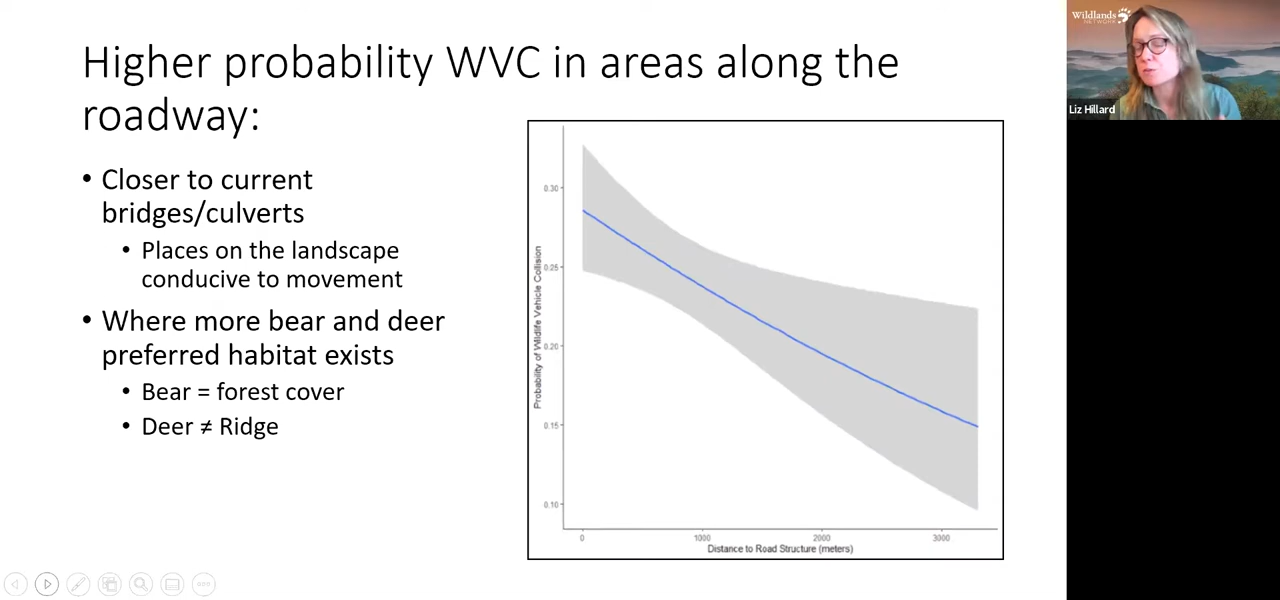 Higher probability WVC in areas along the
roadway:
• Closer to current
bridges/culverts
• Places on the landscape
conducive to movement
• Where more bear and deer
preferred habitat exists
• Bear = forest cover
• Deer ≠ Ridge
Probability of Wildlife Vehicle Collision
0.30
0.25
0.20
0.15
0.10
0
1000
2000
3000
Distance to Road Structure (meters)
Wildlands
NETWORK
Liz Hillard